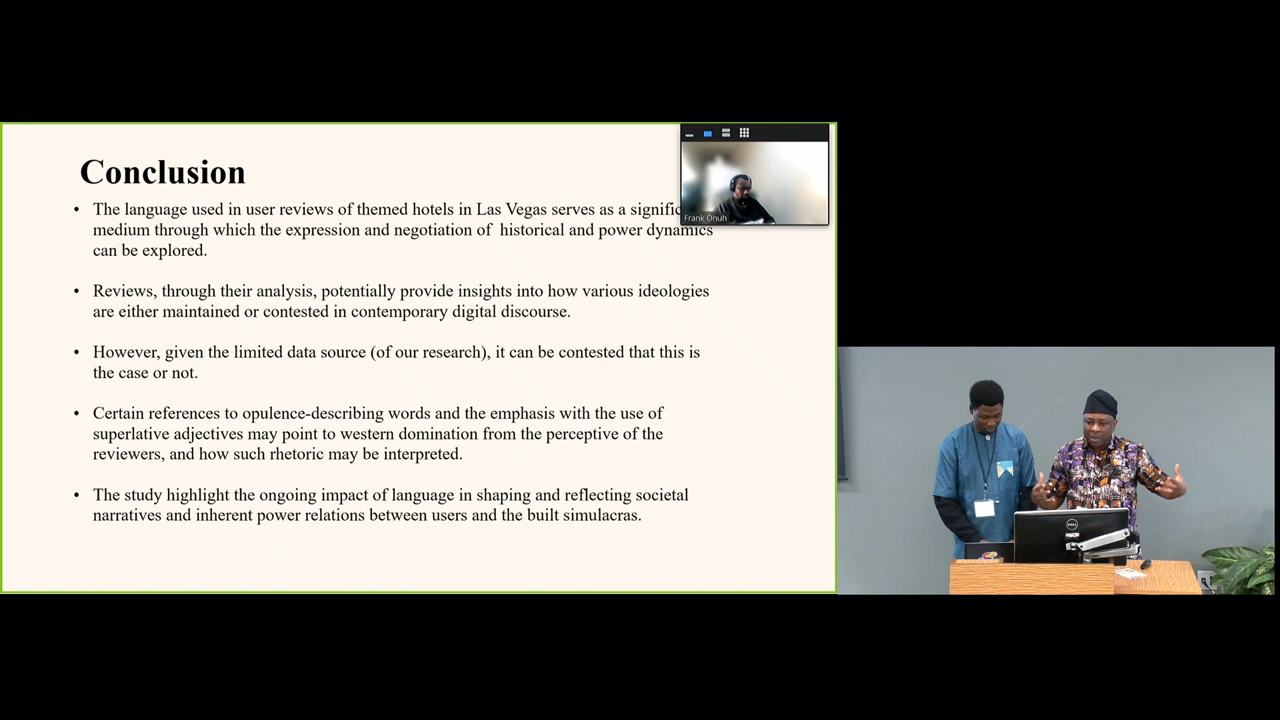 Conclusion
• The language used in user reviews of themed hotels in Las Vegas serves as a signific
medium through which the expression and negotiation of historical and power dynamics
can be explored.
• Reviews, through their analysis, potentially provide insights into how various ideologies
are either maintained or contested in contemporary digital discourse.
• However, given the limited data source (of our research), it can be contested that this is
the case or not.
• Certain references to opulence-describing words and the emphasis with the use of
superlative adjectives may point to western domination from the perceptive of the
reviewers, and how such rhetoric may be interpreted.
• The study highlight the ongoing impact of language in shaping and reflecting societal
narratives and inherent power relations between users and the built simulacras.
Frank Onuh
DELL